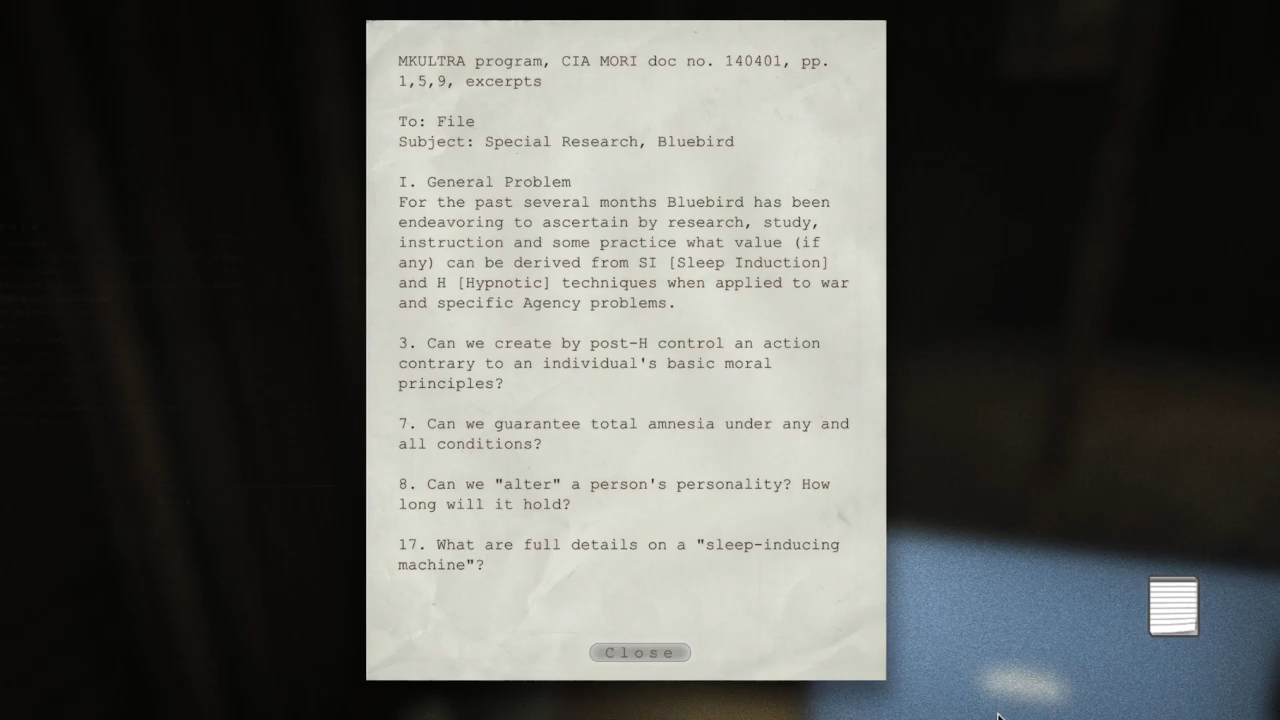 MKULTRA program, CIA MORI doc no. 140401, pp.
1,5,9, excerpts
To: File
Subject: Special Research, Bluebird
I. General Problem
For the past several months Bluebird has been
endeavoring to ascertain by research, study,
instruction and some practice what value (if
any) can be derived from SI [Sleep Induction]
and H [Hypnotic] techniques when applied to war
and specific Agency problems.
3. Can we create by post-H control an action
contrary to an individual's basic moral
principles?
7. Can we guarantee total amnesia under any and
all conditions?
8. Can we "alter" a person's personality? How
long will it hold?
17. What are full details on a "sleep-inducing
machine"?
Close